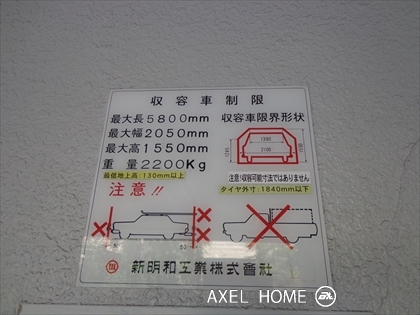 収容車制限
最大長5800mm
最大幅2050mm
最大高1550mm
重量2200Kg
最低地上高:130mm以上
収容車限界形状
注意!収容可能寸法ではありません
タイヤ外寸:1840mm以下
注意!!
新明和工業株式會社
AXEL HOME